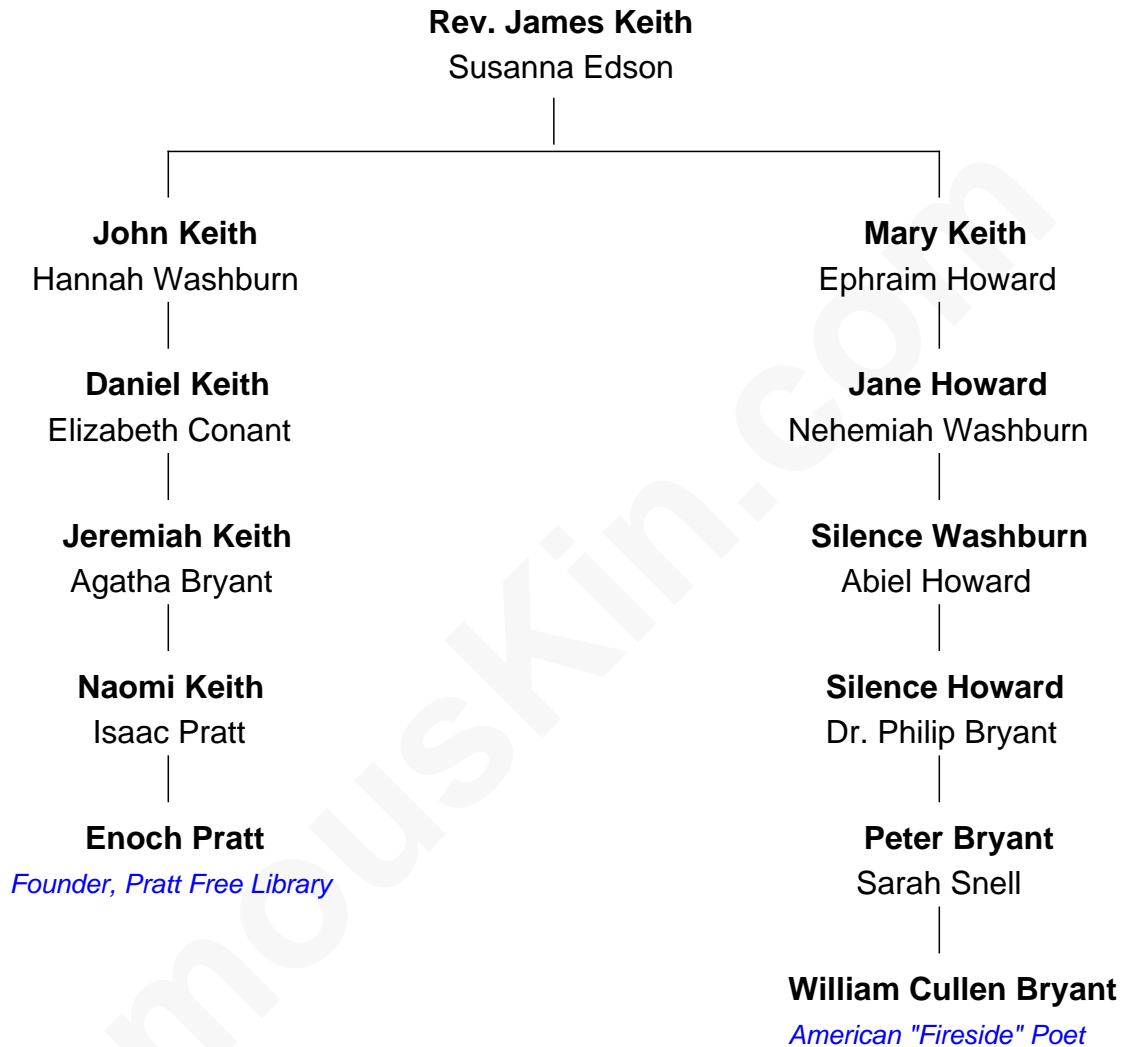 Rev. James Keith
Susanna Edson
John Keith
Hannah Washburn
Daniel Keith
Elizabeth Conant
Jeremiah Keith
Agatha Bryant
Naomi Keith
Isaac Pratt
Enoch Pratt
Founder, Pratt Free Library
Mary Keith
Ephraim Howard
Jane Howard
Nehemiah Washburn
Silence Washburn
Abiel Howard
Silence Howard
Dr. Philip Bryant
Peter Bryant
Sarah Snell
William Cullen Bryant
American "Fireside" Poet
mousKin.com